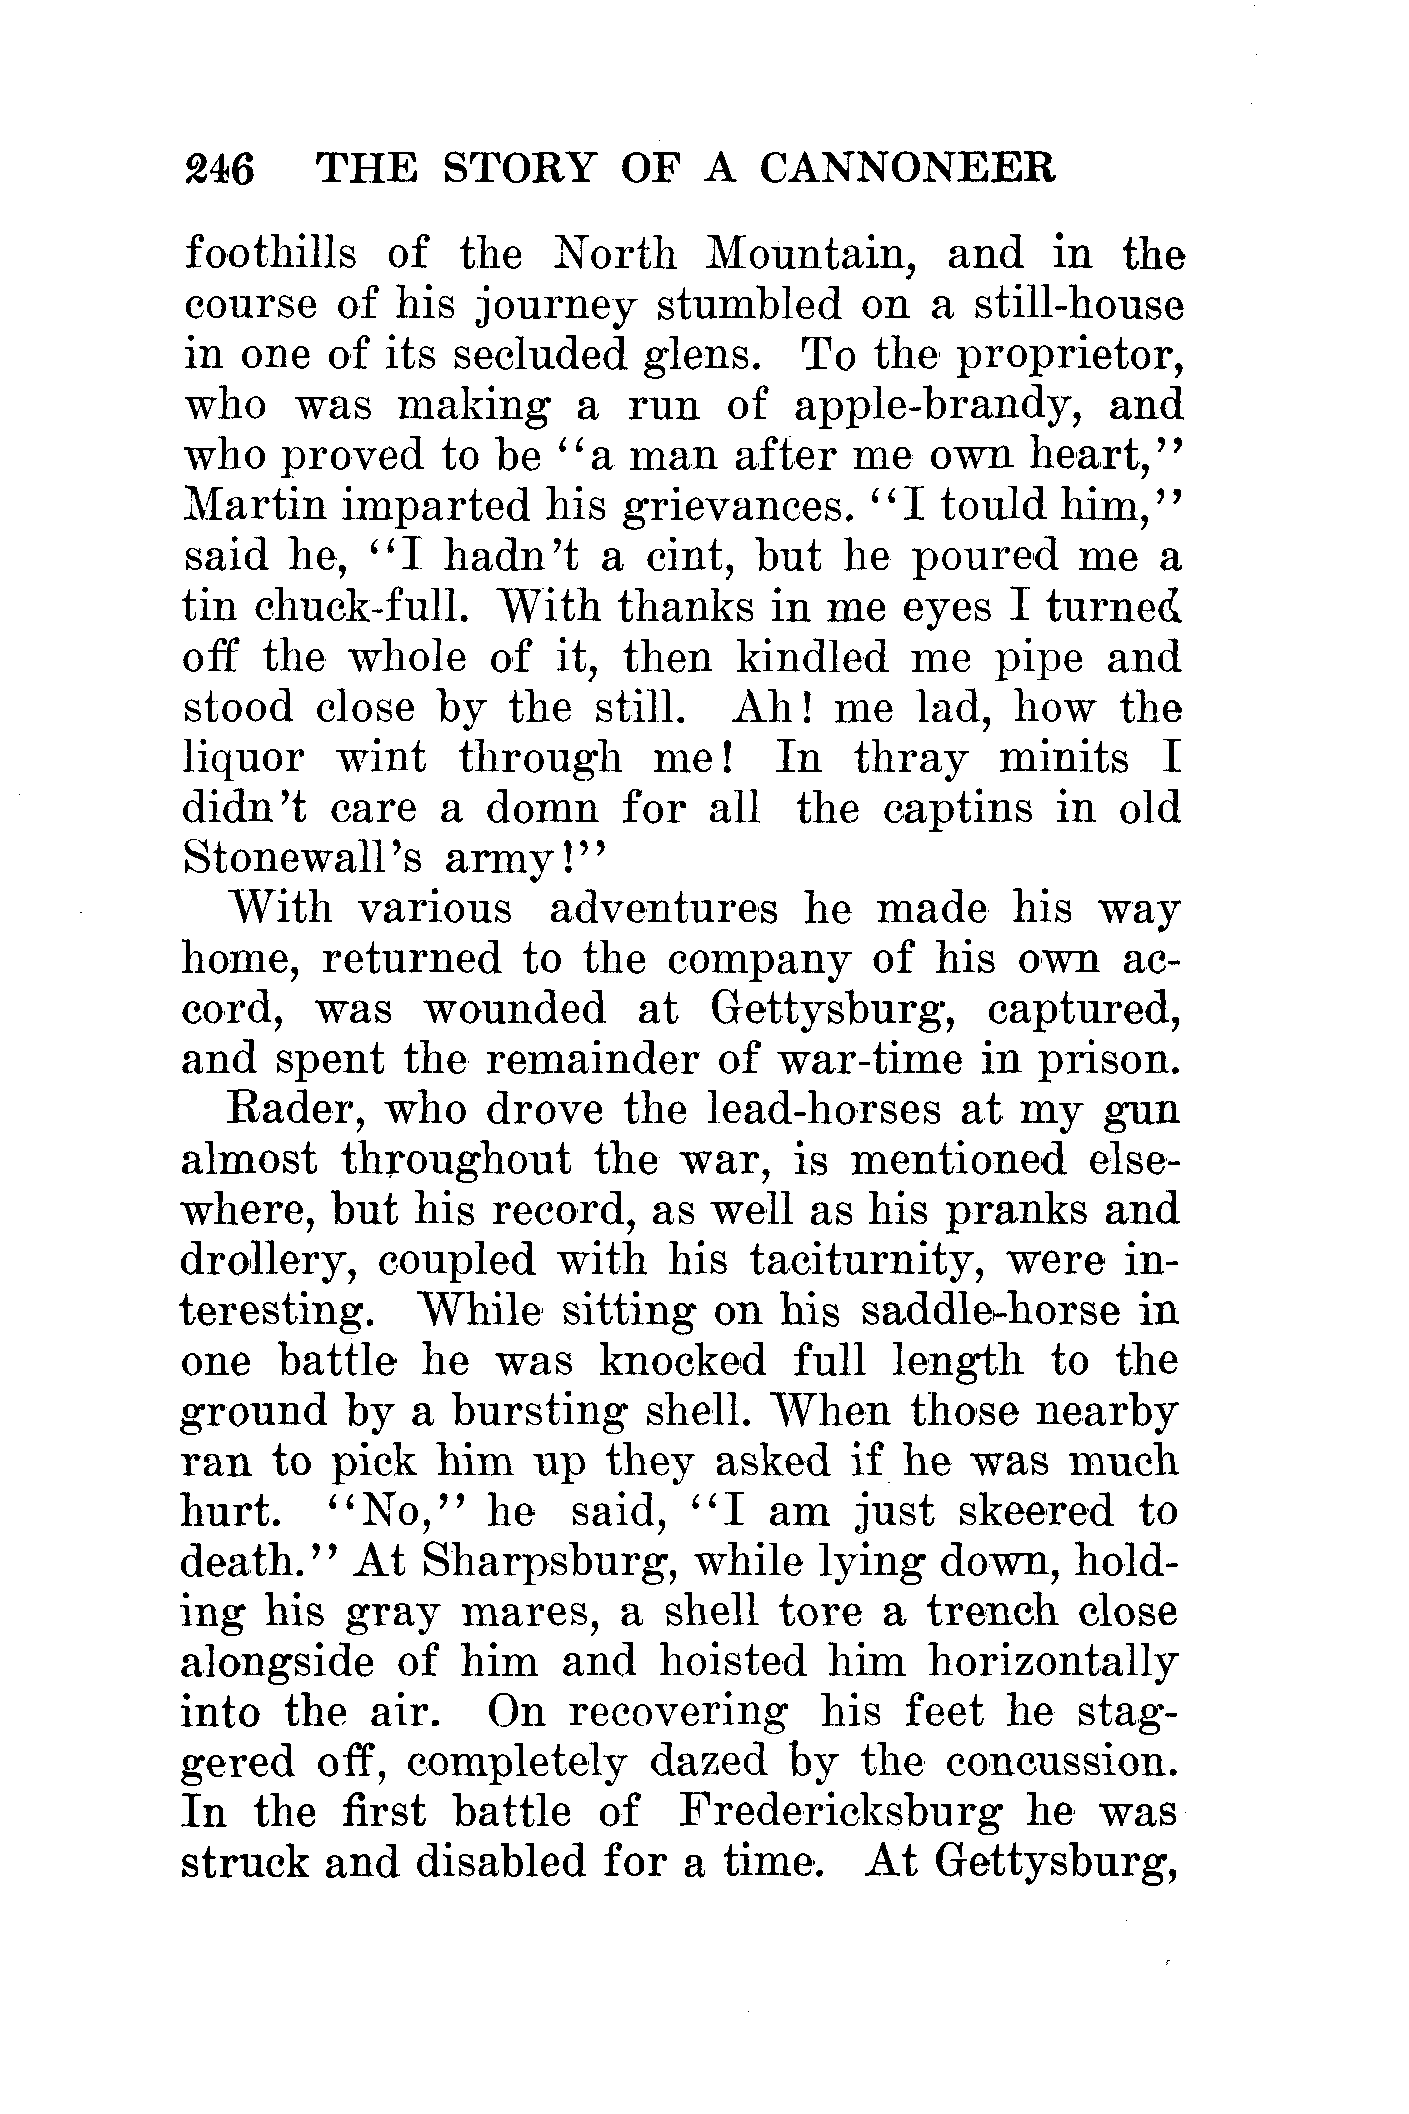 246 THE STORY OF A CANNONEER
foothills of the North Mountain, and in the
course of his journey stumbled on a still-house
in one of its secluded glens. To the proprietor,
who was making a run of apple-brandy, and
who proved to be "a man after me own heart,"
Martin imparted his grievances. "I tould him,"
said he, "I hadn't a cint, but he poured me a
tin chuck-full. With thanks in me eyes I turned
off the whole of it, then kindled me pipe and
stood close by the still. Ah! me lad, how the
liquor wint through me! In thray minits I
didn't care a domn for all the captins in old
Stonewall's army!"
With various adventures he made his way
home, returned to the company of his own ac-
cord, was wounded at Gettysburg, captured,
and spent the remainder of war-time in prison.
Rader, who drove the lead-horses at my gun
almost throughout the war, is mentioned else-
where, but his record, as well as his pranks and
drollery, coupled with his taciturnity, were in-
teresting. While sitting on his saddle-horse in
one battle he was knocked full length to the
ground by a bursting shell. When those nearby
ran to pick him up they asked if he was much
hurt. "No," he said, "I am just skeered to
death." At Sharpsburg, while lying down, hold-
ing his gray mares, a shell tore a trench close
alongside of him and hoisted him horizontally
into the air. On recovering his feet he stag-
gered off, completely dazed by the concussion.
In the first battle of Fredericksburg he was
struck and disabled for a time. At Gettysburg,